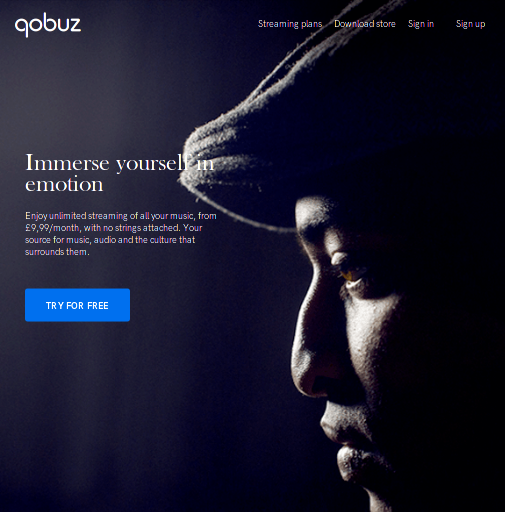 qobuz
Streaming plans Download store Sign in Sign up
Immerse yourself in
emotion
Enjoy unlimited streaming of all your music, from
£9,99/month, with no strings attached. Your
source for music, audio and the culture that
surrounds them.
TRY FOR FREE